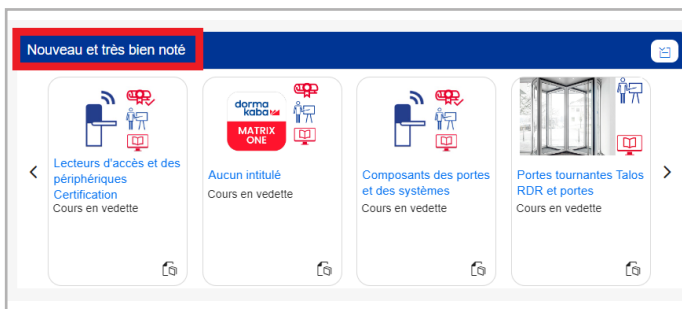 Nouveau et très bien noté
Lecteurs d'accès et des
périphériques
Certification
Cours en vedette
dorma
kaba
MATRIX
ONE
Aucun intitulé
Cours en vedette
Composants des portes
et des systèmes
Cours en vedette
Portes tournantes Talos
RDR et portes
Cours en vedette